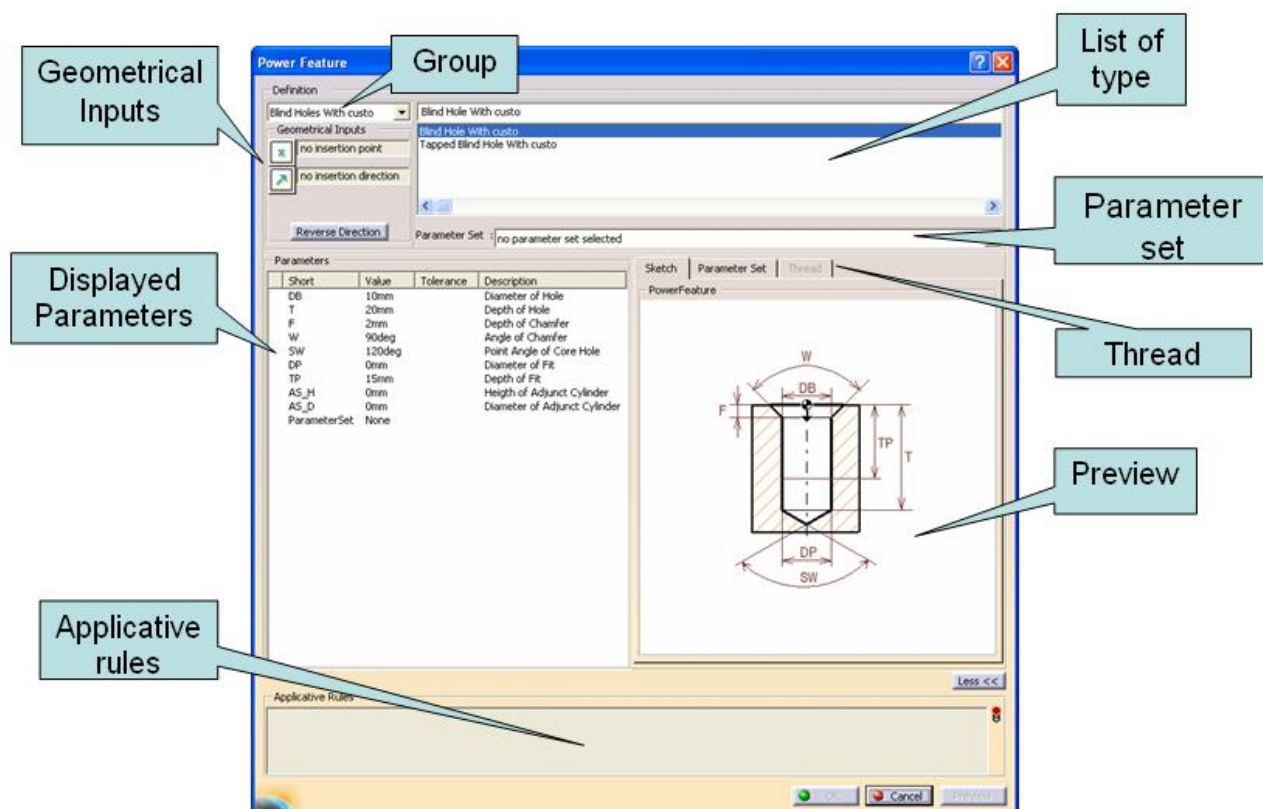 Geometrical
Inputs
Group
List of
type
Parameter
set
Displayed
Parameters
Thread
Preview
Applicative
rules
Power Feature
Definition
Blind Holes With custo
Blind Hole With custo
Geometrical Inputs
Blind Hole With custo
Tapped Blind Hole With custo
no insertion point
no insertion direction
Reverse Direction
Parameter Set : no parameter set selected
Parameters
Short Value Tolerance Description
DB 10mm Diameter of Hole
T 20mm Depth of Hole
F 2mm Depth of Chamfer
W 90deg Angle of Chamfer
SW 120deg Point Angle of Core Hole
DP 0mm Diameter of Fit
TP 15mm Depth of Fit
AS_H 0mm Heigth of Adjunct Cylinder
AS_D 0mm Diameter of Adjunct Cylinder
ParameterSet None
Sketch Parameter Set Thread
PowerFeature
W
DB
F
TP
T
DP
SW
Less <<
Applicative Rules
OK Cancel Preview